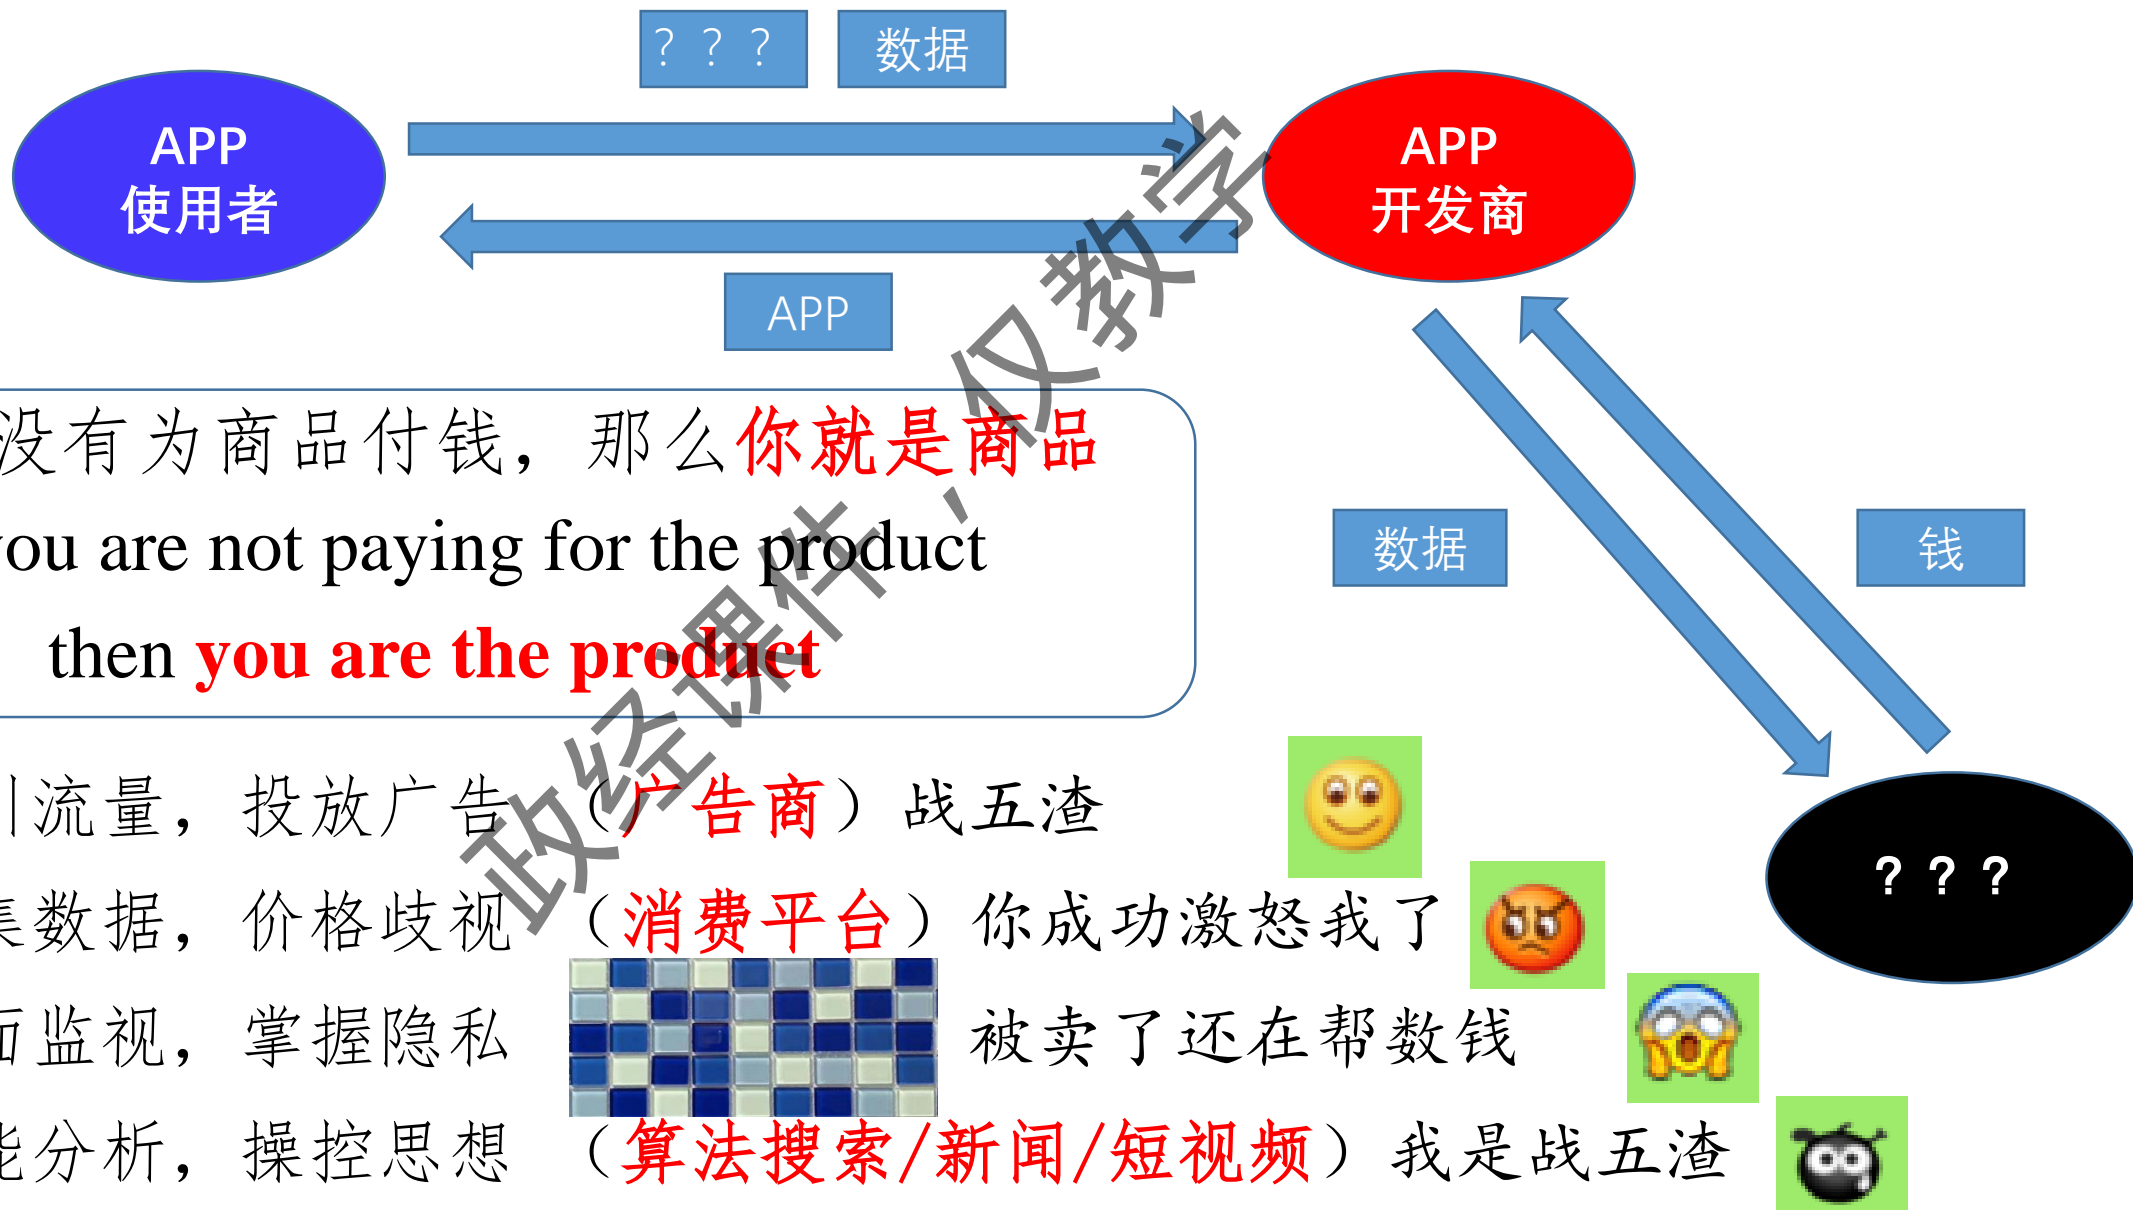 ？？？ 数据
APP
使用者
APP
开发商
APP
没有为商品付钱，那么你就是商品
you are not paying for the product
then you are the product
数据
钱
？？？
流量，投放广告（广告商）战五渣
集数据，价格歧视（消费平台）你成功激怒我了
面监视，掌握隐私 被卖了还在帮数钱
能分析，操控思想（算法搜索/新闻/短视频）我是战五渣
政经课件，仅教学